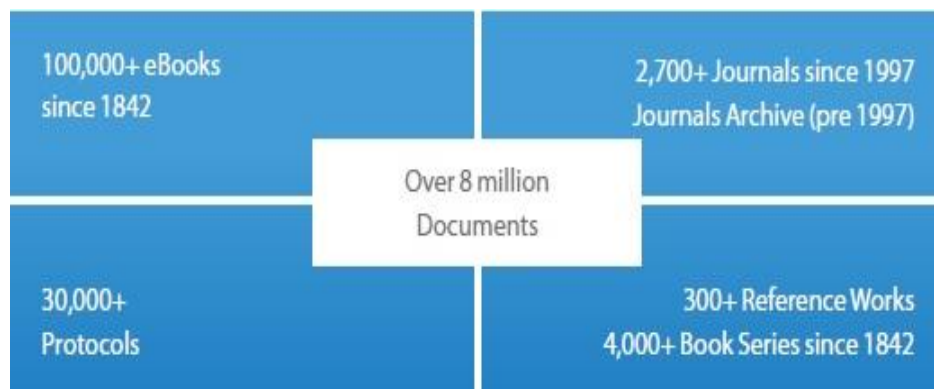 100,000+ eBooks
since 1842
2,700+ Journals since 1997
Journals Archive (pre 1997)
Over 8 million
Documents
30,000+
Protocols
300+ Reference Works
4,000+ Book Series since 1842